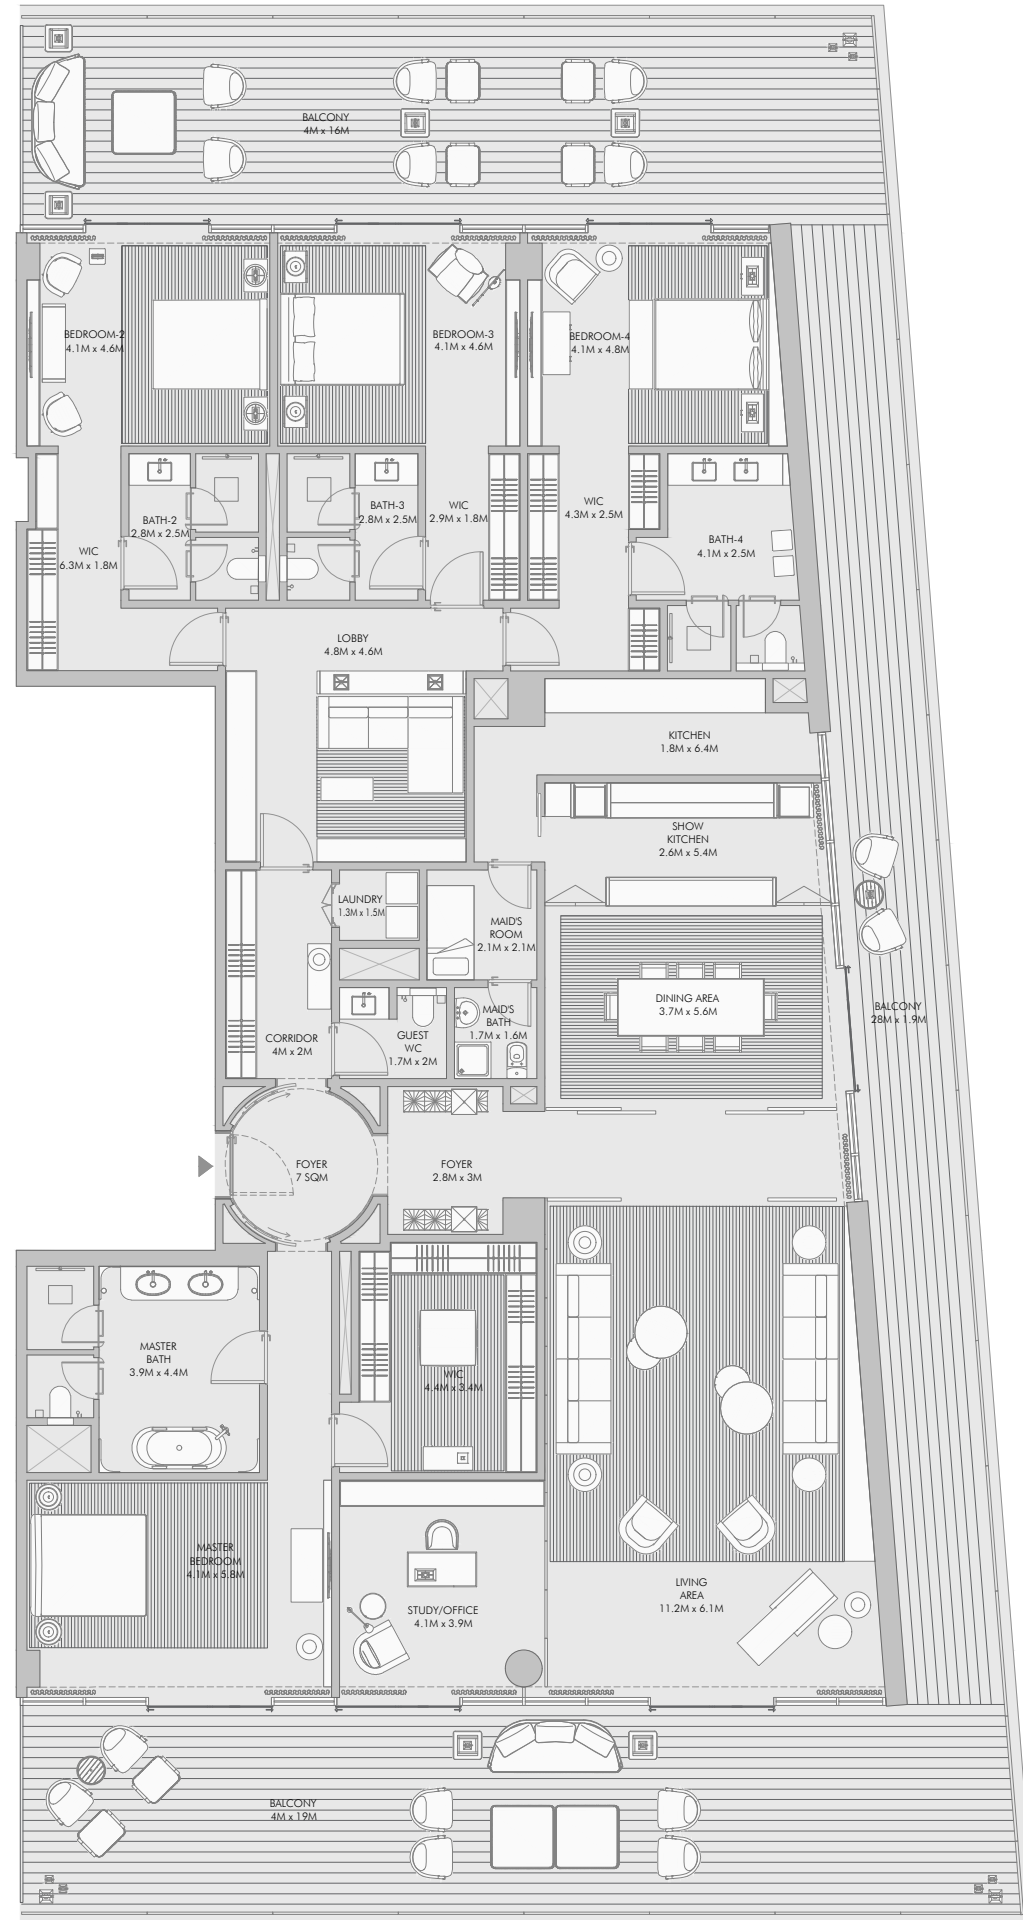 BALCONY
4M x 16M
BEDROOM-2
4.1M x 4.6M
BEDROOM-3
4.1M x 4.6M
BEDROOM-4
4.1M x 4.8M
BATH-2
2.8M x 2.5M
BATH-3
2.8M x 2.5M
WIC
2.9M x 1.8M
WIC
4.3M x 2.5M
BATH-4
4.1M x 2.5M
WIC
6.3M x 1.8M
LOBBY
4.8M x 4.6M
KITCHEN
1.8M x 6.4M
SHOW
KITCHEN
2.6M x 5.4M
LAUNDRY
1.3M x 1.5M
MAID'S
ROOM
2.1M x 2.1M
DINING AREA
3.7M x 5.6M
BALCONY
28M x 1.9M
MAID'S
BATH
1.7M x 1.6M
CORRIDOR
4M x 2M
GUEST
WC
1.7M x 2M
FOYER
7 SQM
FOYER
2.8M x 3M
MASTER
BATH
3.9M x 4.4M
WIC
4.4M x 3.4M
MASTER
BEDROOM
4.1M x 5.8M
STUDY/OFFICE
4.1M x 3.9M
LIVING
AREA
11.2M x 6.1M
BALCONY
4M x 19M